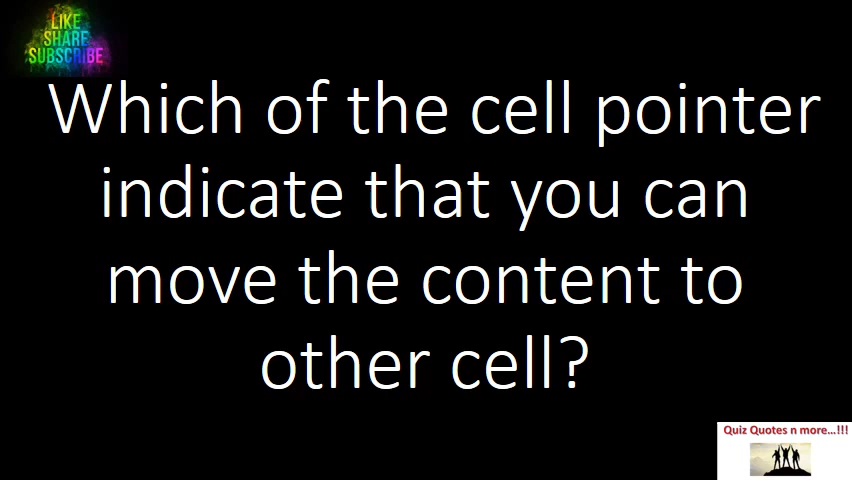 LIKE
SHARE
SUBSCRIBE
Which of the cell pointer
indicate that you can
move the content to
other cell?
Quiz Quotes n more...!!!